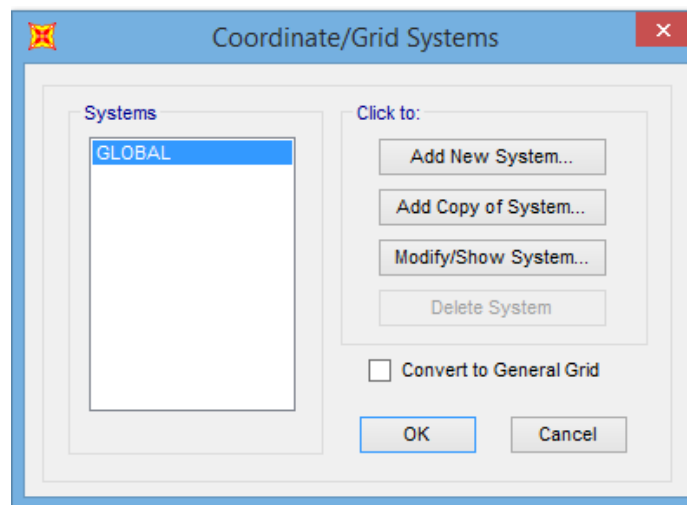 Coordinate/Grid Systems
Systems
GLOBAL
Click to:
Add New System...
Add Copy of System...
Modify/Show System...
Delete System
Convert to General Grid
OK
Cancel